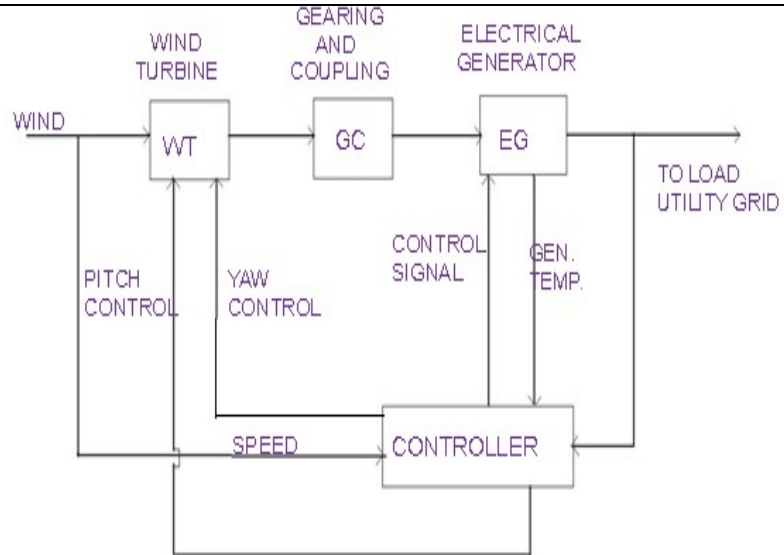 WIND
TURBINE
GEARING
AND
COUPLING
ELECTRICAL
GENERATOR
WIND
WT
GC
EG
TO LOAD
UTILITY GRID
PITCH
CONTROL
YAW
CONTROL
CONTROL
SIGNAL
GEN.
TEMP.
SPEED
CONTROLLER